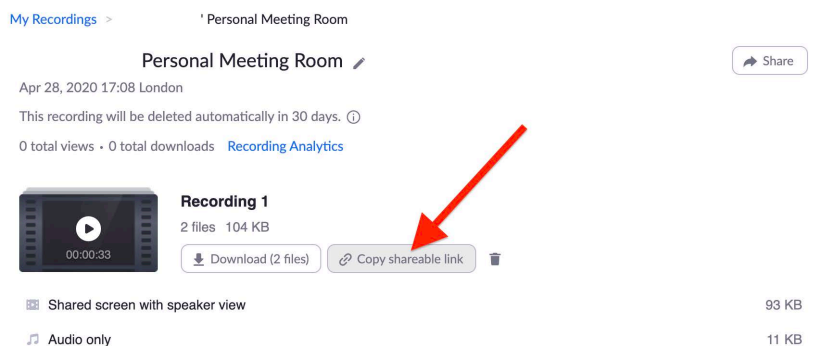 My Recordings > ' Personal Meeting Room
Personal Meeting Room
Share
Apr 28, 2020 17:08 London
This recording will be deleted automatically in 30 days.
0 total views • 0 total downloads Recording Analytics
Recording 1
2 files 104 KB
00:00:33
Download (2 files)
Copy shareable link
Shared screen with speaker view 93 KB
Audio only 11 KB